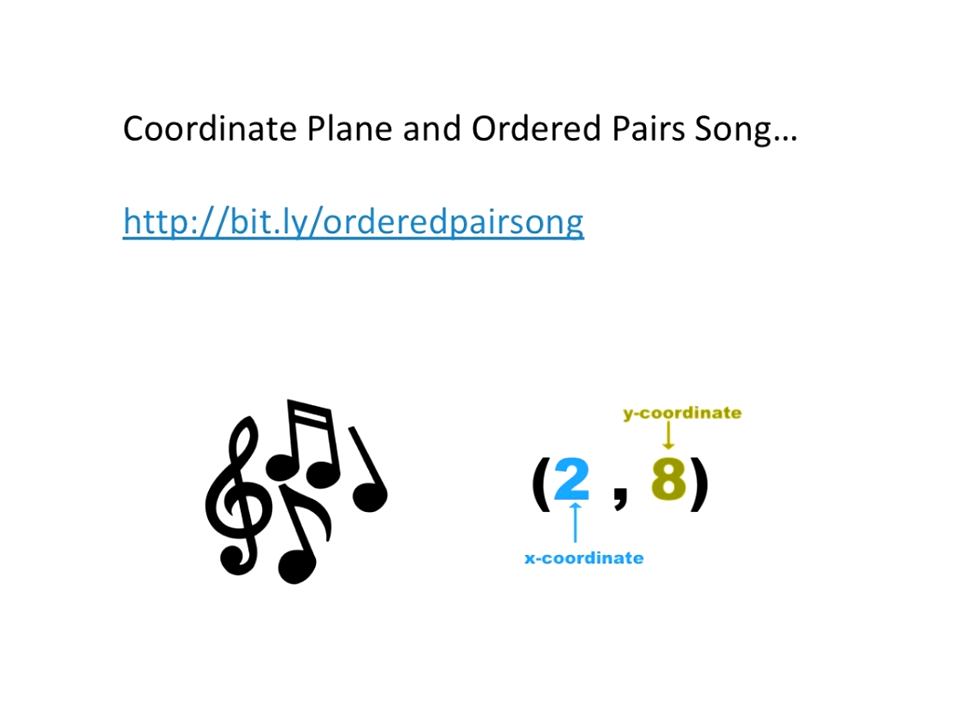 Coordinate Plane and Ordered Pairs Song...
http://bit.ly/orderedpairsong
y-coordinate
(2 , 8)
x-coordinate